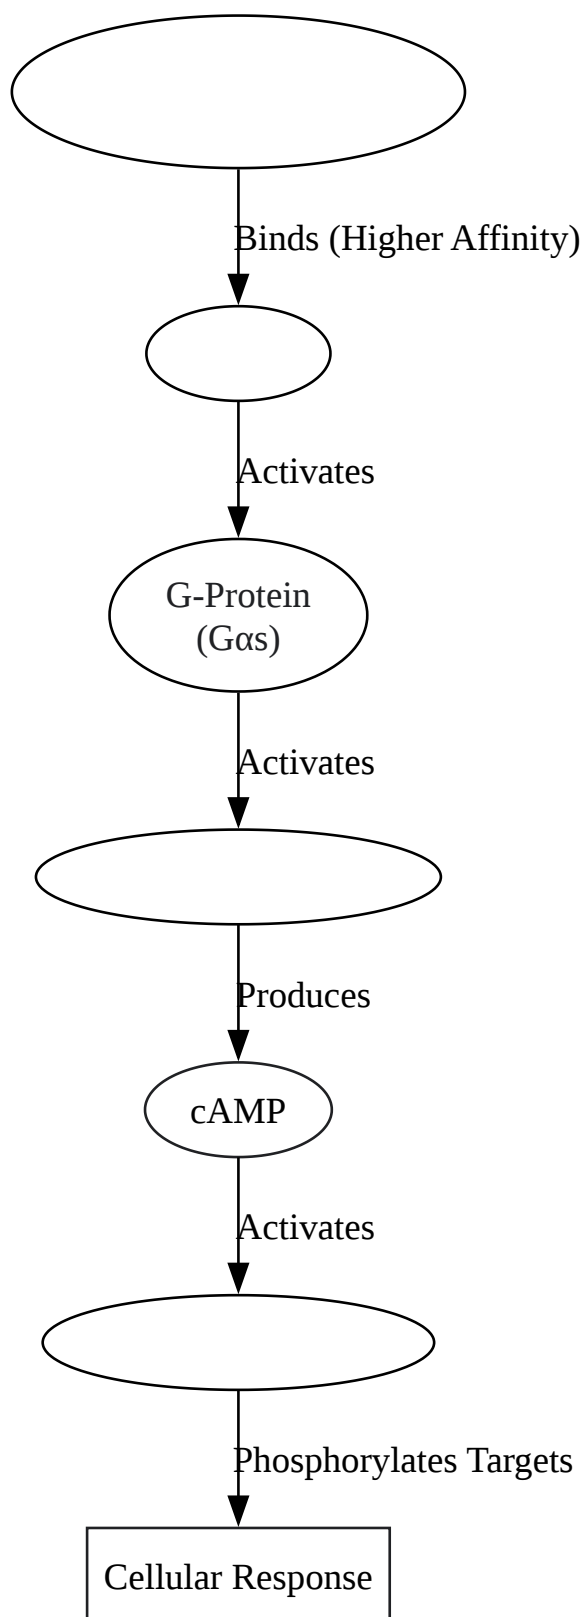 Binds (Higher Affinity)
Activates
G-Protein
(Gαs)
Activates
Produces
cAMP
Activates
Phosphorylates Targets
Cellular Response